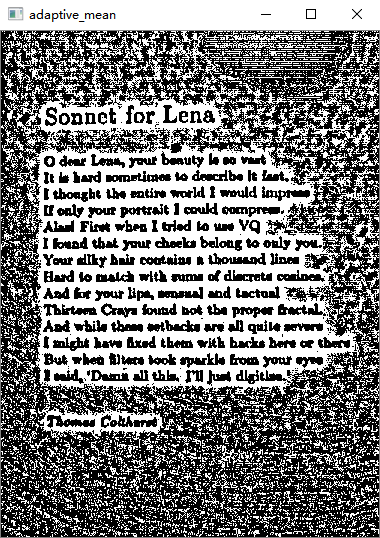 adaptive_mean
Sonnet for Lena
O dear Lena, your beauty is so vast
It is hard sometimes to describe it fast.
I thought the entire world I would impress
If only your portrait I could compress.
Alas! First when I tried to use VQ
I found that your cheeks belong to only you.
Your silky hair contains a thousand lines
Hard to match with sums of discrete cosines.
And for your lips, sensual and tactual
Thirteen Crays found not the proper fractal.
And while these setbacks are all quite severe
I might have fixed them with hacks here or there
But when filters took sparkle from your eyes
I said, 'Damn all this. I'll just digitize.'
Thomas Colthurst